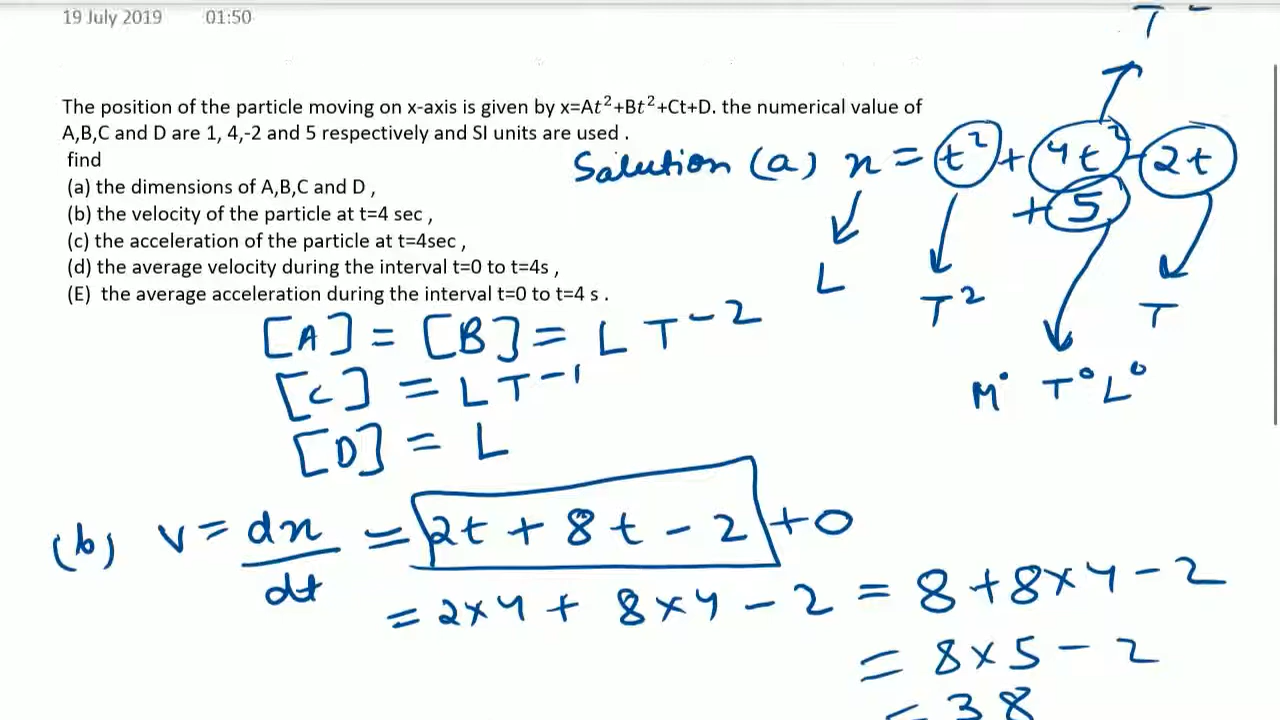 19 July 2019 01:50
The position of the particle moving on x-axis is given by x=At²+Bt²+Ct+D. the numerical value of
A,B,C and D are 1, 4,-2 and 5 respectively and SI units are used .
find
(a) the dimensions of A,B,C and D ,
(b) the velocity of the particle at t=4 sec ,
(c) the acceleration of the particle at t=4sec ,
(d) the average velocity during the interval t=0 to t=4s ,
(E) the average acceleration during the interval t=0 to t=4 s .
T
Solution (a) x = t² + 4t² - 2t
+ 5
L T² T
M° T° L°
[A] = [B] = L T⁻²
[C] = L T⁻¹
[D] = L
(b) v = dx/dt = 2t + 8t - 2 + 0
= 2×4 + 8×4 - 2 = 8 + 8×4 - 2
= 8×5 - 2
= 38